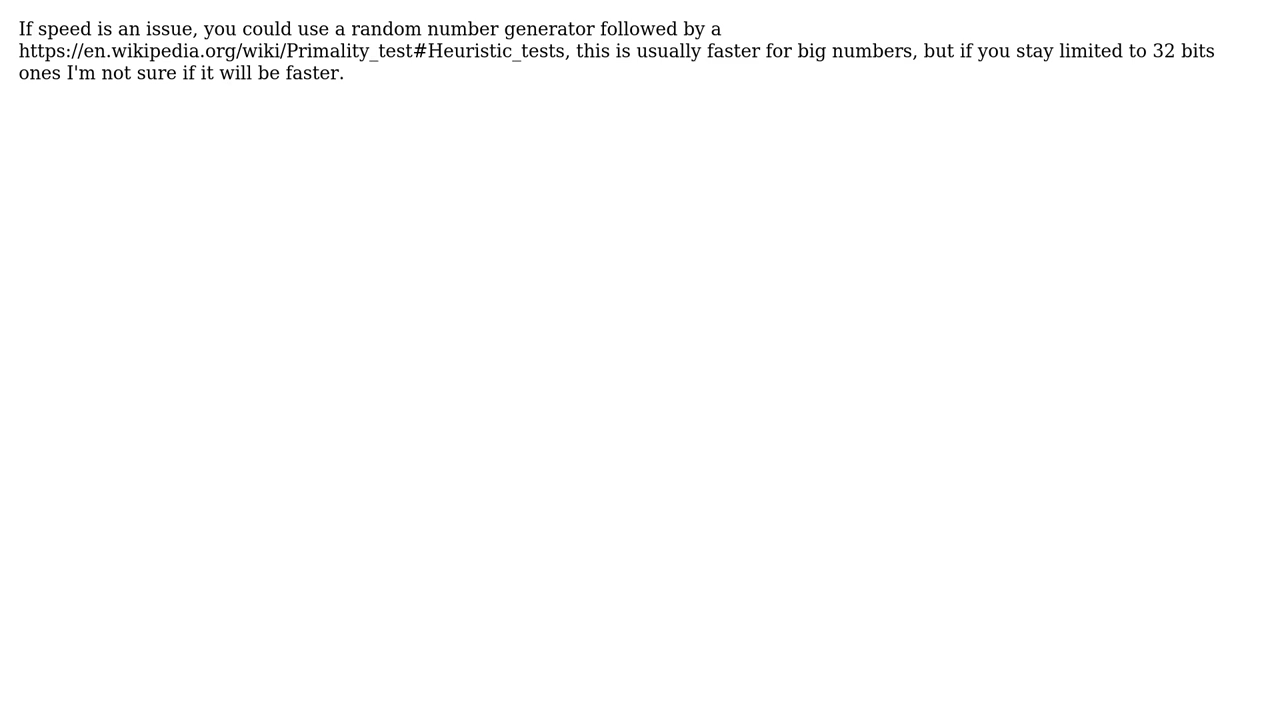 If speed is an issue, you could use a random number generator followed by a
https://en.wikipedia.org/wiki/Primality_test#Heuristic_tests, this is usually faster for big numbers, but if you stay limited to 32 bits
ones I'm not sure if it will be faster.